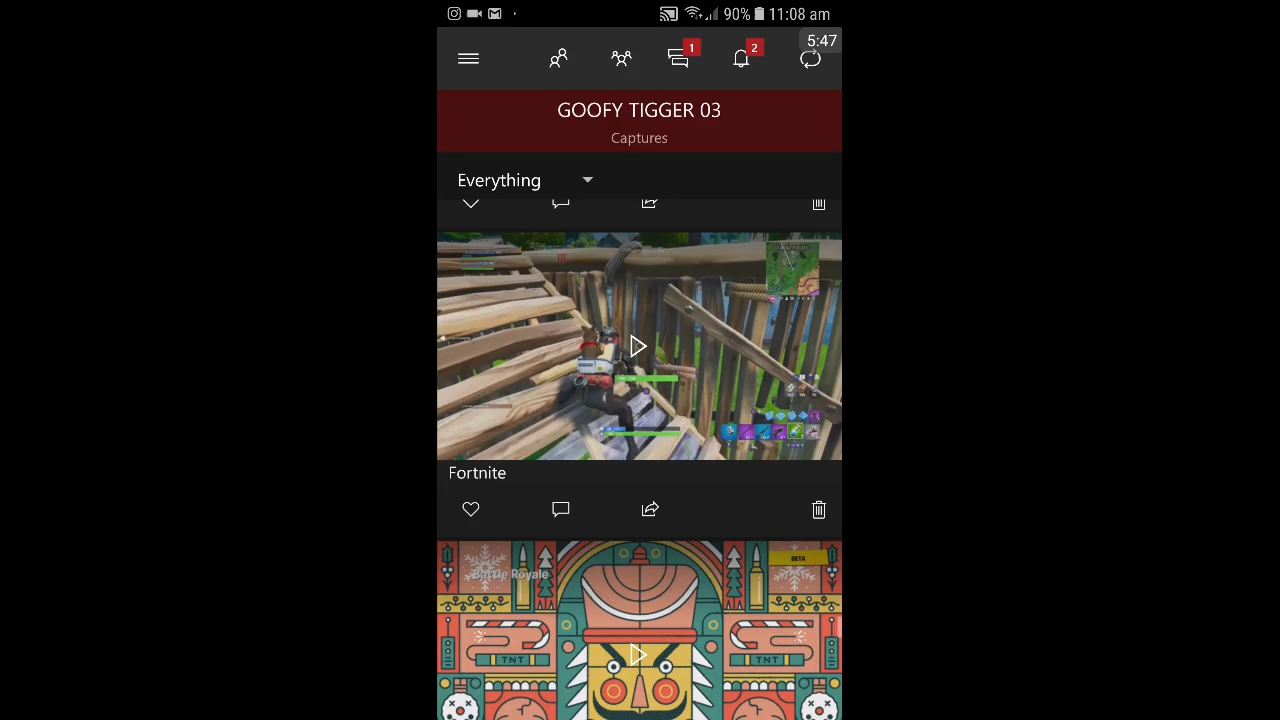 90% 11:08 am
5:47
1
2
GOOFY TIGGER 03
Captures
Everything
Fortnite
BETA
Battle Royale
TNT
TNT